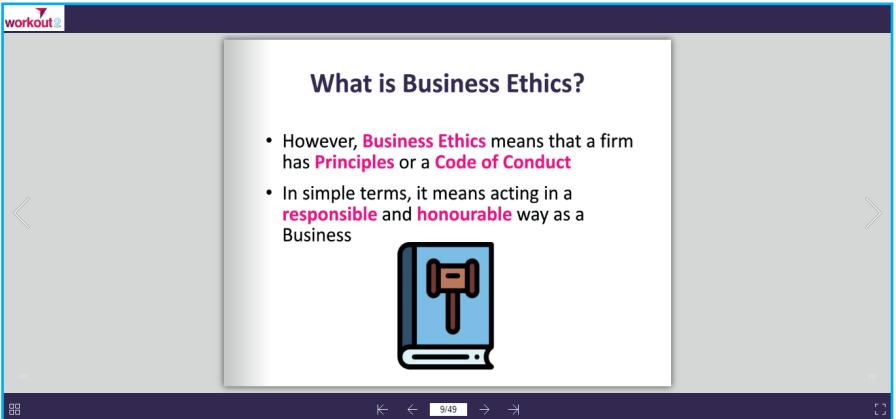 workout2
What is Business Ethics?
• However, Business Ethics means that a firm
has Principles or a Code of Conduct
• In simple terms, it means acting in a
responsible and honourable way as a
Business
9/49